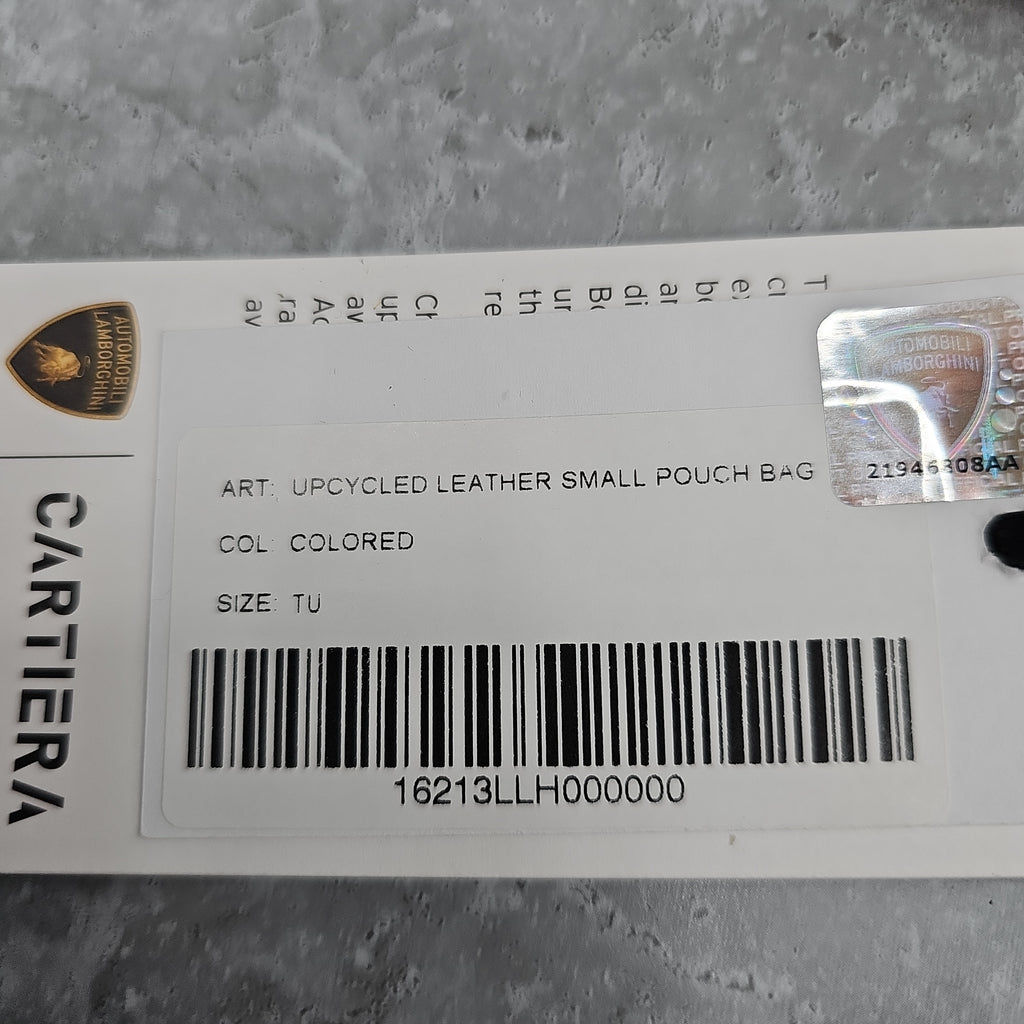 AUTOMOBILI
LAMBORGHINI
CARTIERA
AUTOMOBILI
LAMBORGHINI
21946808AA
ART: UPCYCLED LEATHER SMALL POUCH BAG
COL: COLORED
SIZE: TU
16213LLH000000